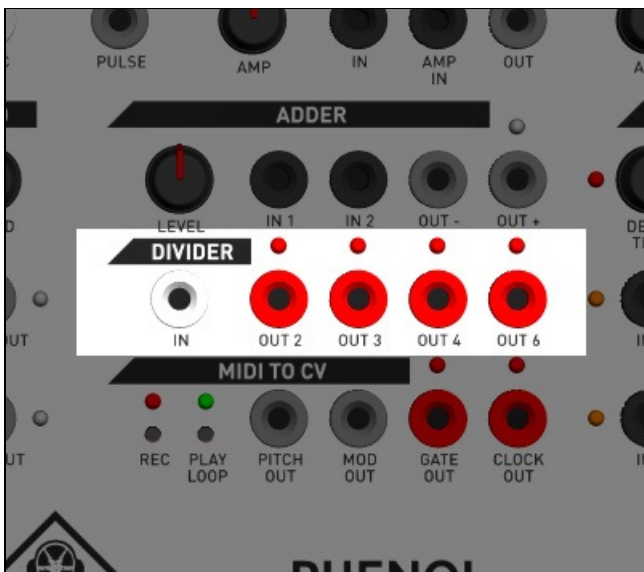 PULSE AMP IN AMP IN OUT
ADDER
LEVEL IN 1 IN 2 OUT - OUT +
DIVIDER
IN OUT 2 OUT 3 OUT 4 OUT 6
MIDI TO CV
REC PLAY LOOP PITCH OUT MOD OUT GATE OUT CLOCK OUT